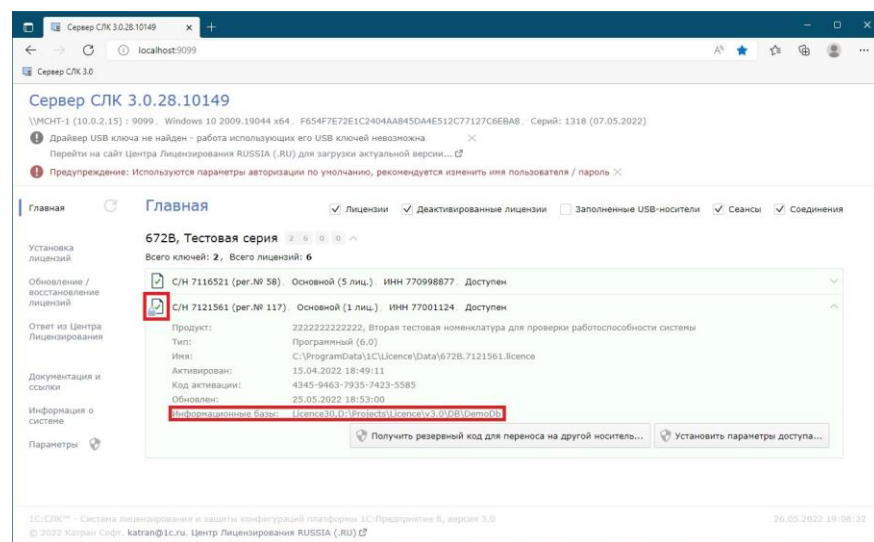 Сервер СЛК 3.0.28.10149
localhost:9099
Сервер СЛК 3.0
Сервер СЛК 3.0.28.10149
\\МСНТ-1 (10.0.2.15) : 9099, Windows 10 2009.19044 x64, F654F7E72E1C2404AA845DA4E512C77127C6EBA8, Серий: 1318 (07.05.2022)
Драйвер USB ключа не найден - работа использующих его USB ключей невозможна
Перейти на сайт Центра Лицензирования RUSSIA (.RU) для загрузки актуальной версии...
Предупреждение: Используются параметры авторизации по умолчанию, рекомендуется изменить имя пользователя / пароль
Главная
Установка лицензий
Обновление / восстановление лицензий
Ответ из Центра Лицензирования
Документация и ссылки
Информация о системе
Параметры
Главная
Лицензии Деактивированные лицензии Заполненные USB-носители Сеансы Соединения
672B, Тестовая серия 2 6 0 0
Всего ключей: 2, Всего лицензий: 6
С/Н 7116521 (рег.№ 58), Основной (5 лиц.), ИНН 770998877, Доступен
С/Н 7121561 (рег.№ 117), Основной (1 лиц.), ИНН 77001124, Доступен
Продукт: 2222222222222, Вторая тестовая номенклатура для проверки работоспособности системы
Тип: Программный (6.0)
Имя: C:\ProgramData\1C\Licence\Data\672B.7121561.licence
Активирован: 15.04.2022 18:49:11
Код активации: 4345-9463-7935-7423-5585
Обновлен: 25.05.2022 18:53:00
Информационные базы: Licence30,D:\Projects\Licence\v3.0\DB\DemoDb
Получить резервный код для переноса на другой носитель... Установить параметры доступа...
1С:СЛК™ - Система лицензирования и защиты конфигураций платформы 1С:Предприятие 8, версия 3.0 26.05.2022 19:08:32
© 2022 Катран Софт, katran@1c.ru, Центр Лицензирования RUSSIA (.RU)